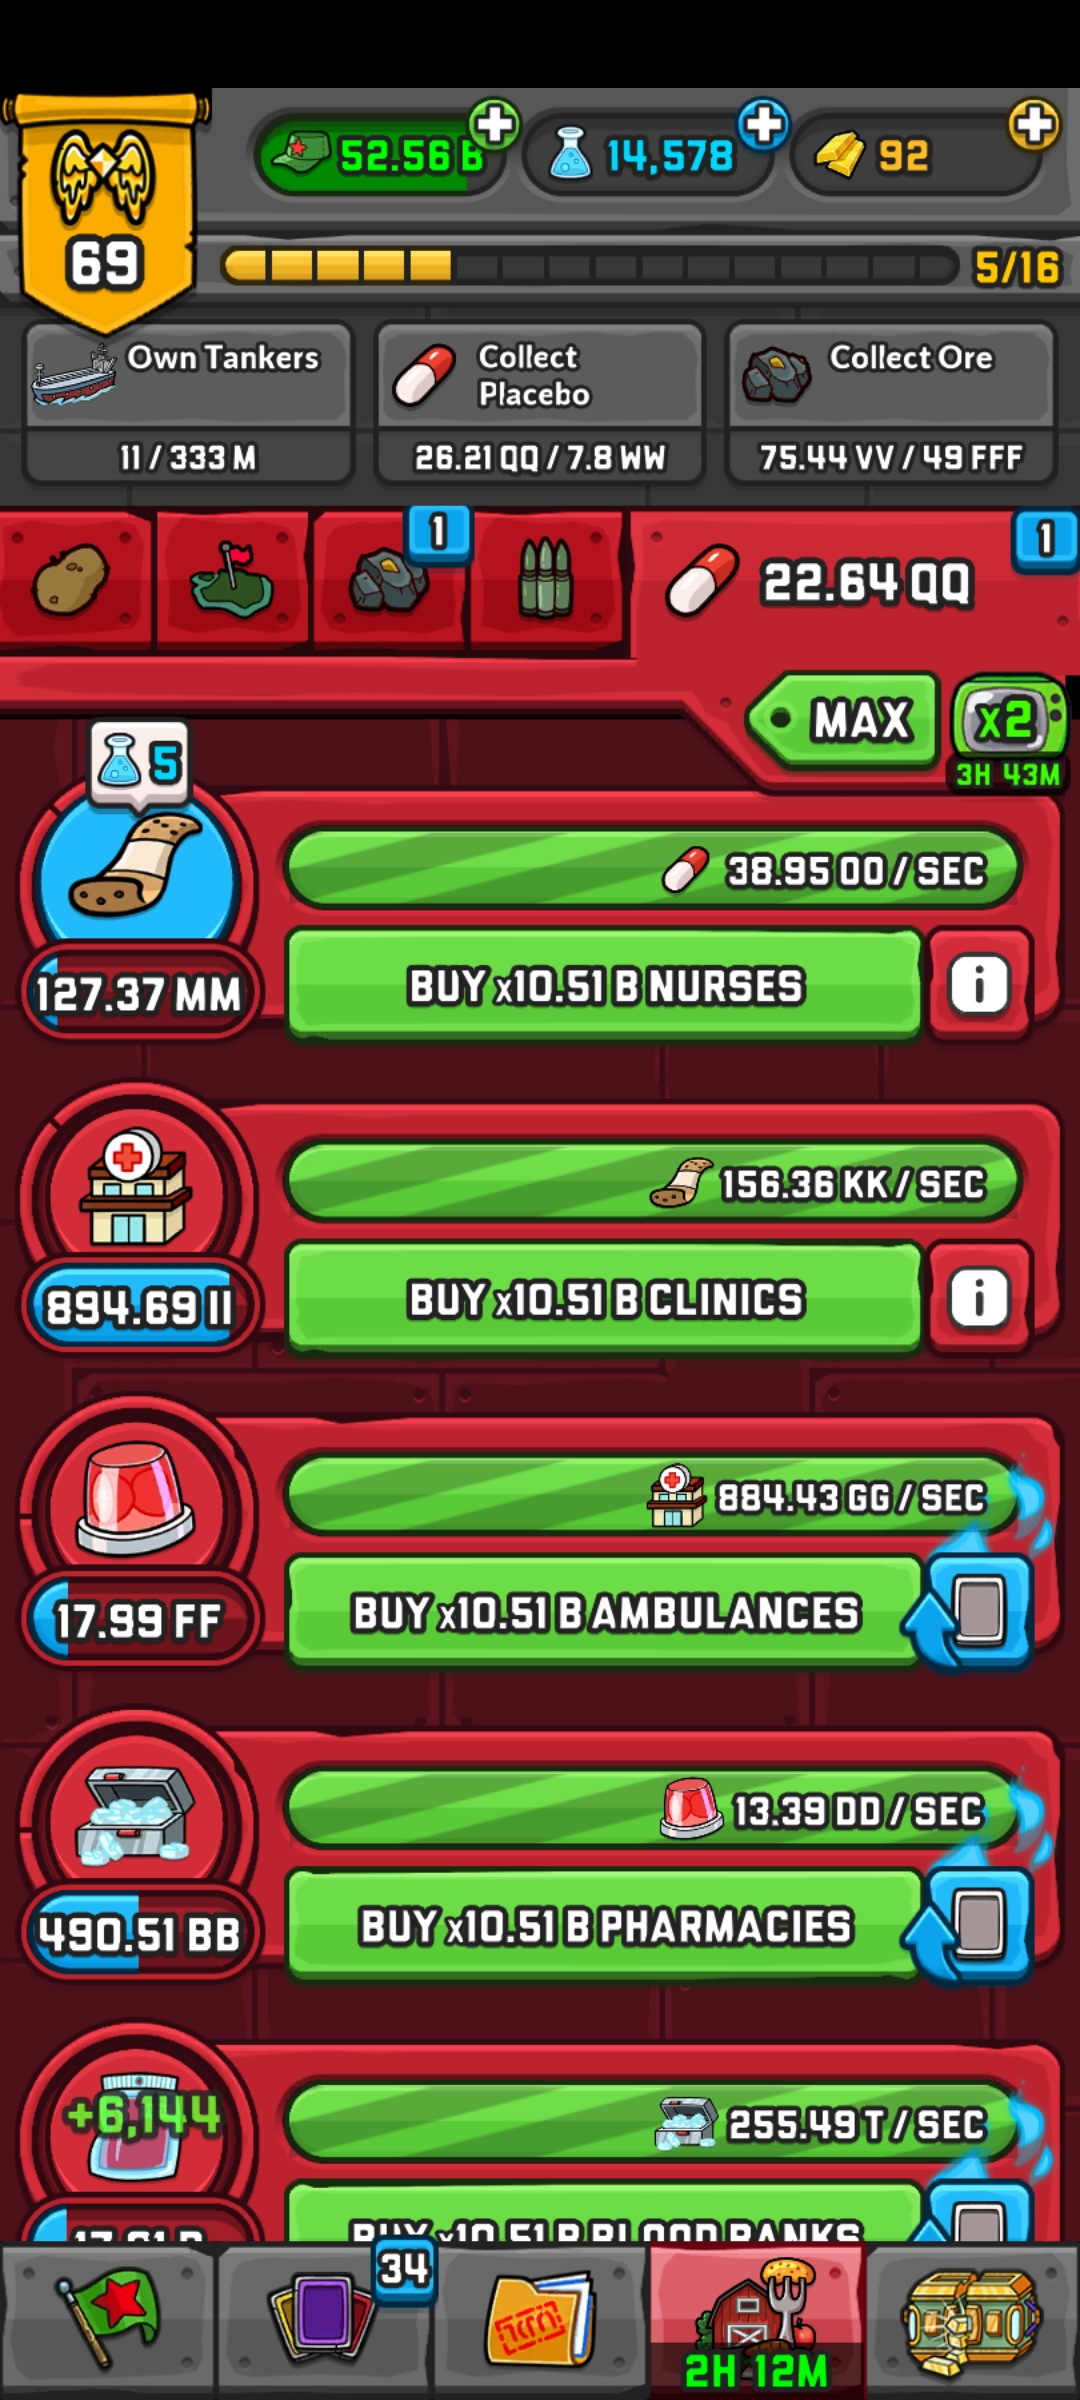 52.56 B
14,578
92
69
5/16
Own Tankers
11 / 333 M
Collect
Placebo
26.21 QQ / 7.8 WW
Collect Ore
75.44 VV / 49 FFF
1
22.64 QQ
1
MAX
x2
3H 43M
5
38.95 OO / SEC
127.37 MM
BUY x10.51 B NURSES
156.36 KK / SEC
894.69 II
BUY x10.51 B CLINICS
884.43 GG / SEC
17.99 FF
BUY x10.51 B AMBULANCES
13.39 DD / SEC
490.51 BB
BUY x10.51 B PHARMACIES
+6,144
255.49 T / SEC
BUY x10.51 B BLOOD BANKS
34
2H 12M